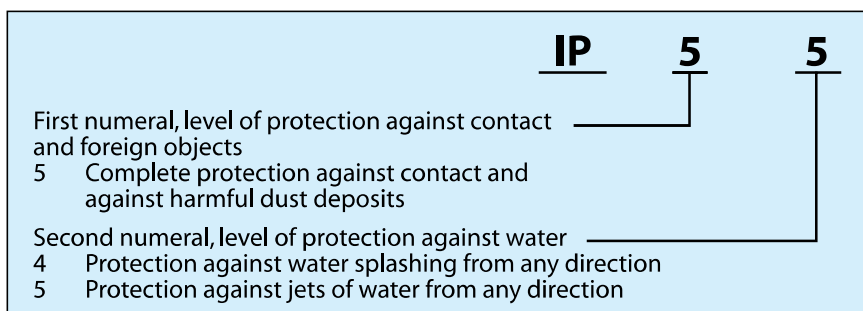 IP 5 5
First numeral, level of protection against contact
and foreign objects
5 Complete protection against contact and
against harmful dust deposits
Second numeral, level of protection against water
4 Protection against water splashing from any direction
5 Protection against jets of water from any direction